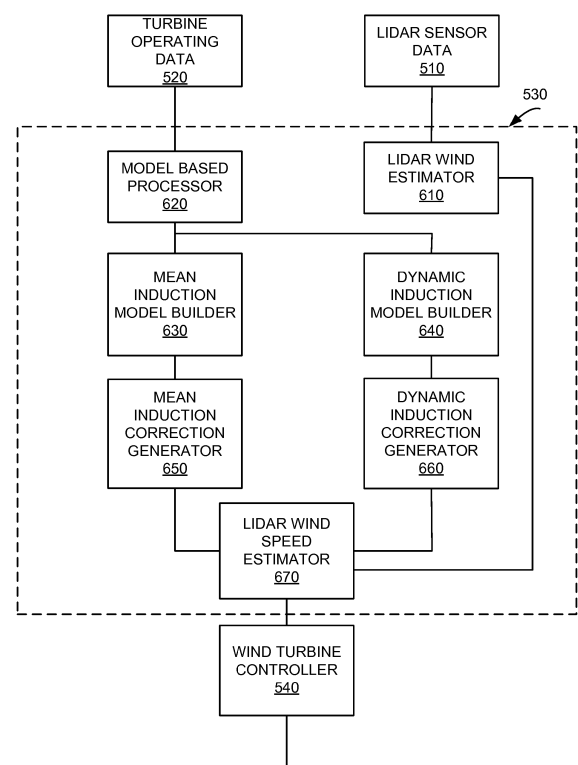 TURBINE
OPERATING
DATA
520
LIDAR SENSOR
DATA
510
530
MODEL BASED
PROCESSOR
620
LIDAR WIND
ESTIMATOR
610
MEAN
INDUCTION
MODEL BUILDER
630
DYNAMIC
INDUCTION
MODEL BUILDER
640
MEAN
INDUCTION
CORRECTION
GENERATOR
650
DYNAMIC
INDUCTION
CORRECTION
GENERATOR
660
LIDAR WIND
SPEED
ESTIMATOR
670
WIND TURBINE
CONTROLLER
540